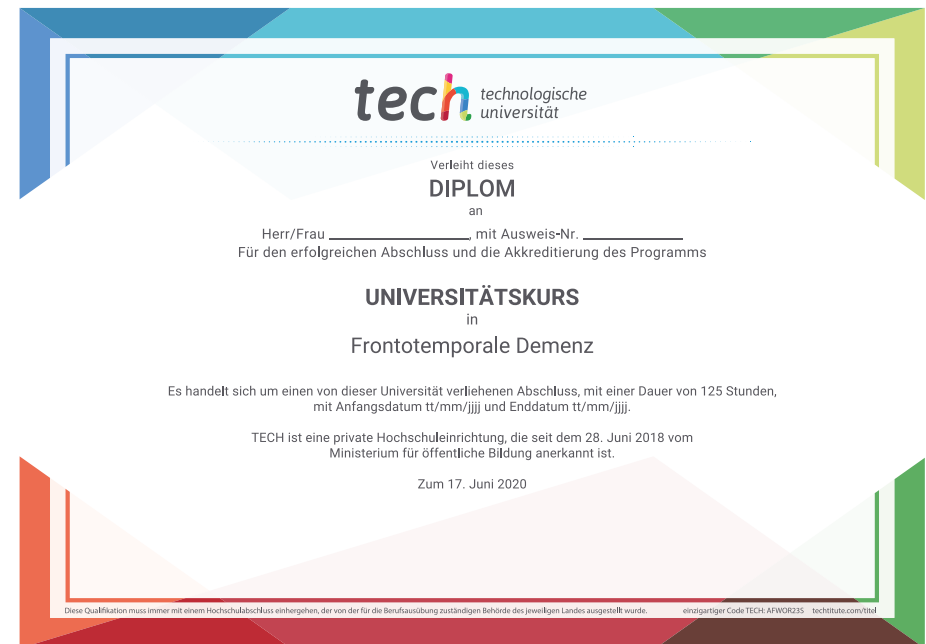 tech technologische
universität
Verleiht dieses
DIPLOM
an
Herr/Frau ____________________, mit Ausweis-Nr. ______________
Für den erfolgreichen Abschluss und die Akkreditierung des Programms
UNIVERSITÄTSKURS
in
Frontotemporale Demenz
Es handelt sich um einen von dieser Universität verliehenen Abschluss, mit einer Dauer von 125 Stunden,
mit Anfangsdatum tt/mm/jjjj und Enddatum tt/mm/jjjj.
TECH ist eine private Hochschuleinrichtung, die seit dem 28. Juni 2018 vom
Ministerium für öffentliche Bildung anerkannt ist.
Zum 17. Juni 2020
Diese Qualifikation muss immer mit einem Hochschulabschluss einhergehen, der von der für die Berufsausübung zuständigen Behörde des jeweiligen Landes ausgestellt wurde. einzigartiger Code TECH: AFWOR23S techtitute.com/titel